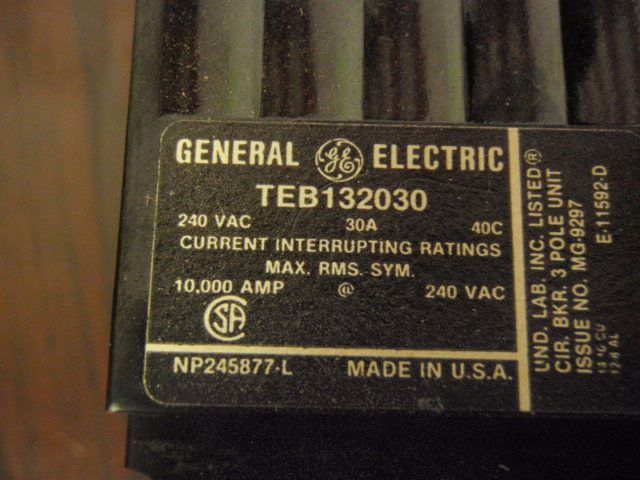 GENERAL GE ELECTRIC
TEB132030
240 VAC 30A 40C
CURRENT INTERRUPTING RATINGS
MAX. RMS. SYM.
10,000 AMP @ 240 VAC
SA
NP245877-L MADE IN U.S.A.
UND. LAB. INC. LISTED®
CIR. BKR. 3 POLE UNIT
ISSUE NO. MG-9297
E-11592-D